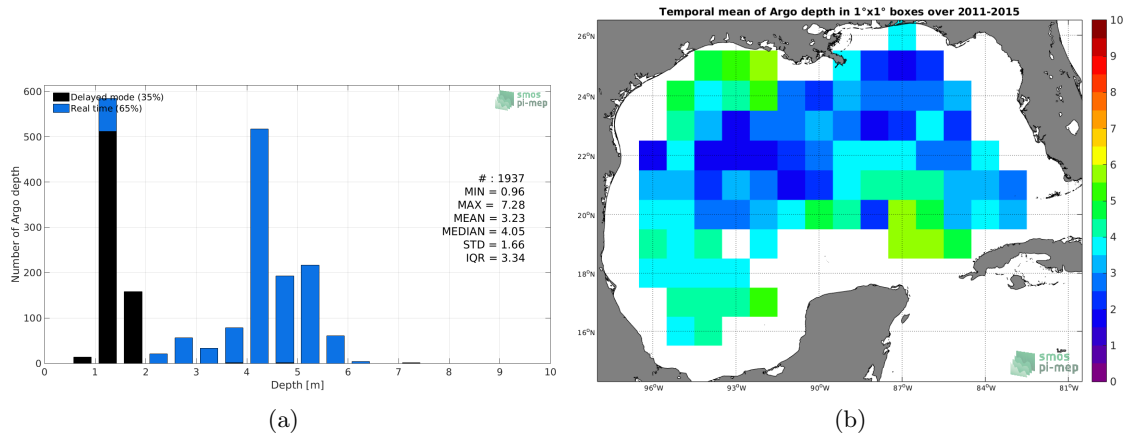 Temporal mean of Argo depth in 1°x1° boxes over 2011-2015
Delayed mode (35%)
Real time (65%)
smos
pi-mep
# : 1937
MIN = 0.96
MAX = 7.28
MEAN = 3.23
MEDIAN = 4.05
STD = 1.66
IQR = 3.34
Number of Argo depth
600
500
400
300
200
100
0
0 1 2 3 4 5 6 7 8 9 10
Depth [m]
(a)
26°N
24°N
22°N
20°N
18°N
16°N
96°W 93°W 90°W 87°W 84°W 81°W
smos
pi-mep
10
9
8
7
6
5
4
3
2
1
0
(b)